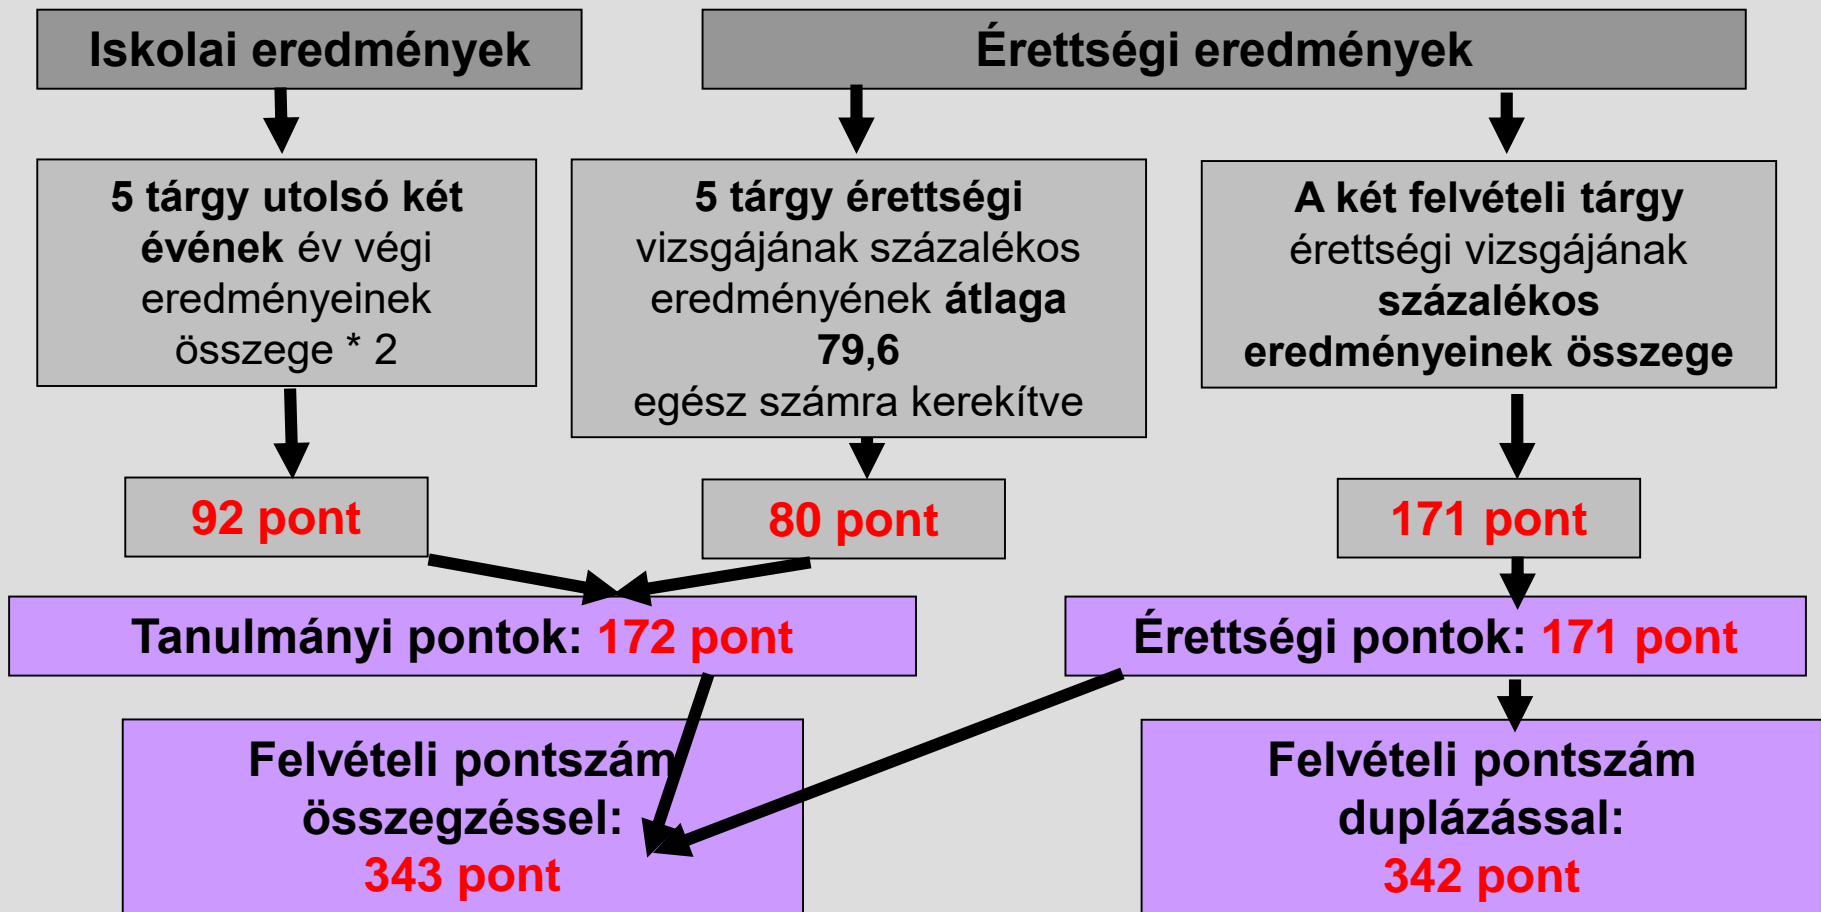 Iskolai eredmények
Érettségi eredmények
5 tárgy utolsó két
évének év végi
eredményeinek
összege * 2
5 tárgy érettségi
vizsgájának százalékos
eredményének átlaga
79,6
egész számra kerekítve
A két felvételi tárgy
érettségi vizsgájának
százalékos
eredményeinek összege
92 pont
80 pont
171 pont
Tanulmányi pontok: 172 pont
Érettségi pontok: 171 pont
Felvételi pontszám
összegzéssel:
343 pont
Felvételi pontszám
duplázással:
342 pont